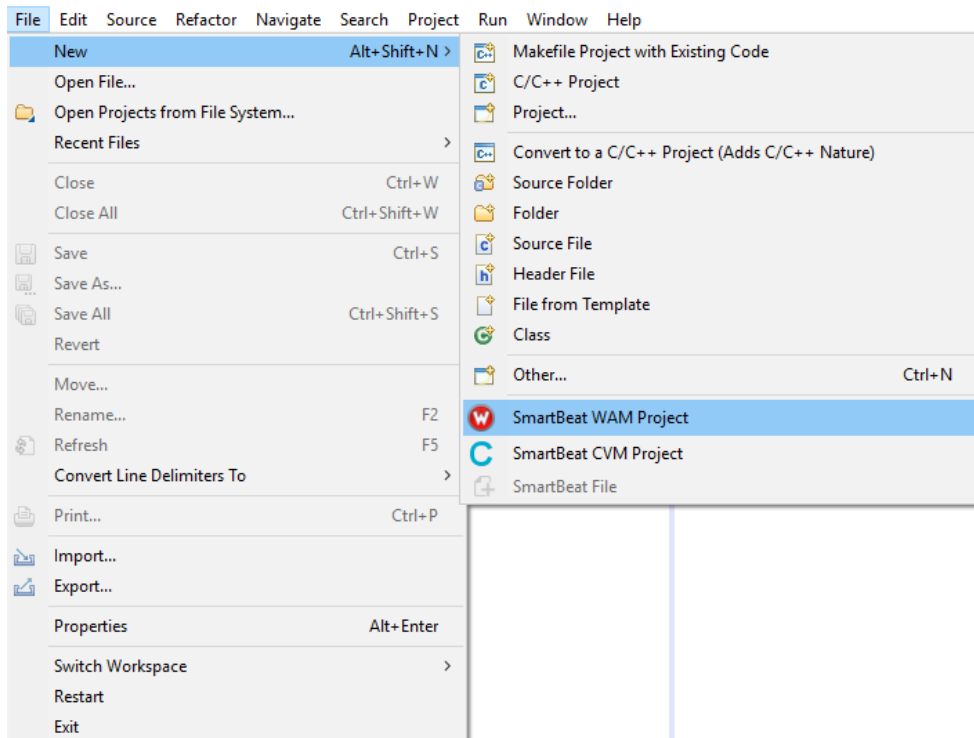 File Edit Source Refactor Navigate Search Project Run Window Help
New Alt+Shift+N >
Open File...
Open Projects from File System...
Recent Files >
Close Ctrl+W
Close All Ctrl+Shift+W
Save Ctrl+S
Save As...
Save All Ctrl+Shift+S
Revert
Move...
Rename... F2
Refresh F5
Convert Line Delimiters To >
Print... Ctrl+P
Import...
Export...
Properties Alt+Enter
Switch Workspace >
Restart
Exit
Makefile Project with Existing Code
C/C++ Project
Project...
Convert to a C/C++ Project (Adds C/C++ Nature)
Source Folder
Folder
Source File
Header File
File from Template
Class
Other... Ctrl+N
SmartBeat WAM Project
SmartBeat CVM Project
SmartBeat File